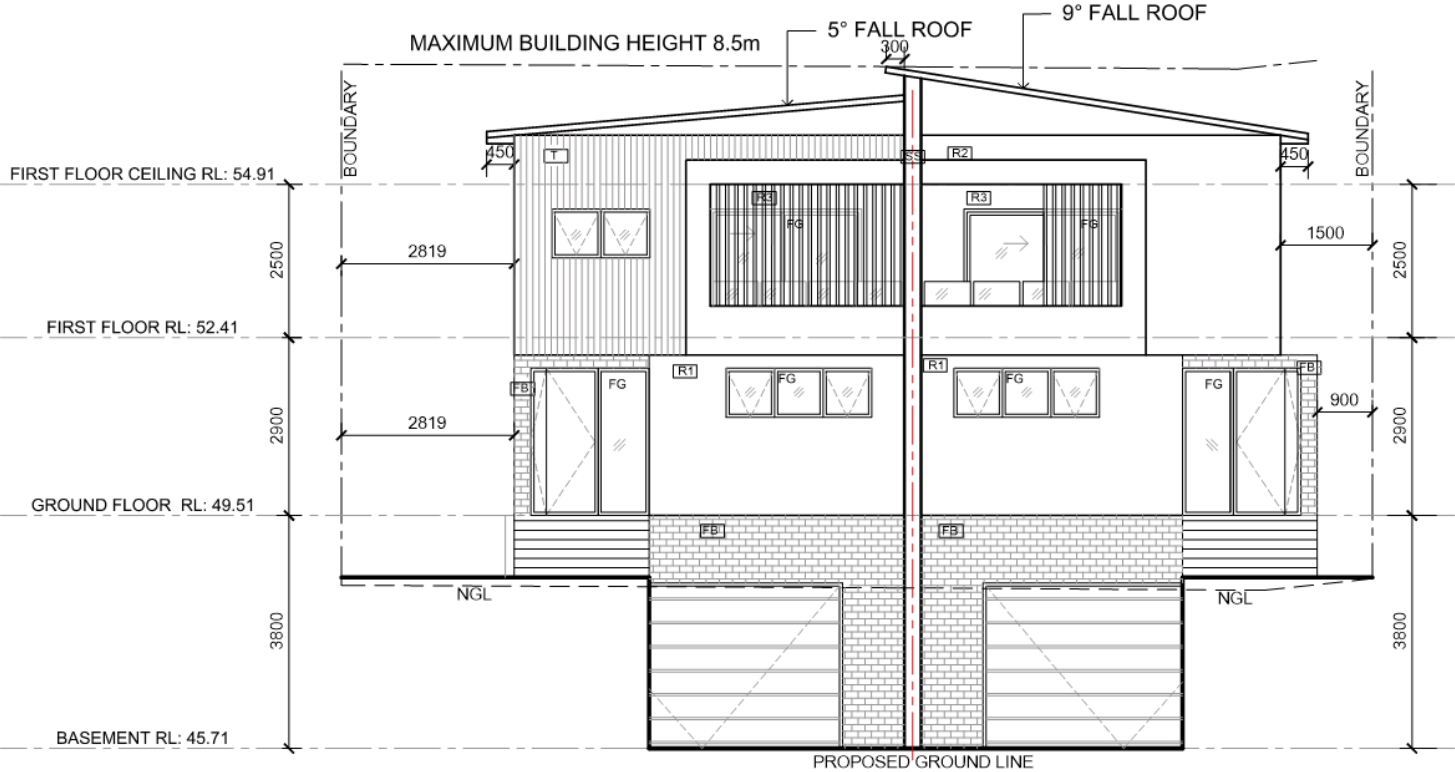 9° FALL ROOF
5° FALL ROOF
MAXIMUM BUILDING HEIGHT 8.5m
300
BOUNDARY
BOUNDARY
450
T
SS
R2
450
FIRST FLOOR CEILING RL: 54.91
R3
R3
FG
FG
2819
1500
2500
2500
FIRST FLOOR RL: 52.41
R1
R1
FB
FG
FG
FG
FG
FB
2819
900
2900
2900
GROUND FLOOR RL: 49.51
FB
FB
NGL
NGL
3800
3800
BASEMENT RL: 45.71
PROPOSED GROUND LINE